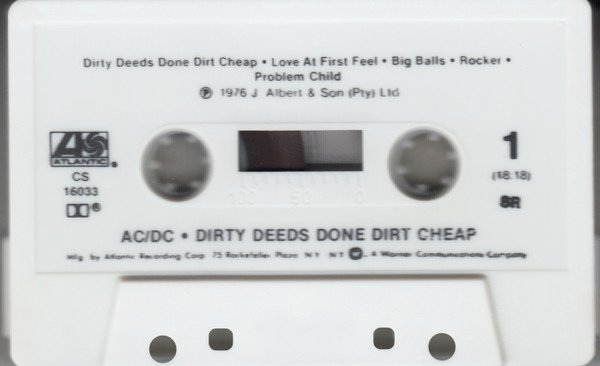 Dirty Deeds Done Dirt Cheap • Love At First Feel • Big Balls • Rocker •
Problem Child
℗ 1976 J. Albert & Son (Pty) Ltd
ATLANTIC
CS
16033
1
(18:18)
SR
100 50 0
AC/DC • DIRTY DEEDS DONE DIRT CHEAP
Mfg. by Atlantic Recording Corp. 75 Rockefeller Plaza N.Y. N.Y. A Warner Communications Company